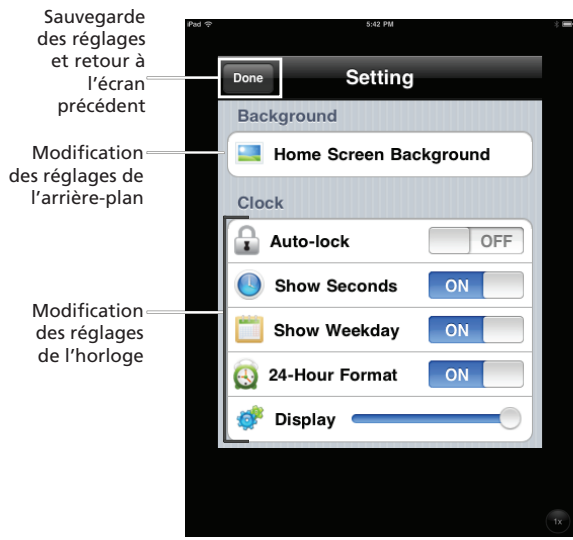 Sauvegarde
des réglages
et retour à
l'écran
précédent
Modification
des réglages de
l'arrière-plan
Modification
des réglages
de l'horloge
iPad
5:42 PM
Done
Setting
Background
Home Screen Background
Clock
Auto-lock
OFF
Show Seconds
ON
Show Weekday
ON
24-Hour Format
ON
Display
1x